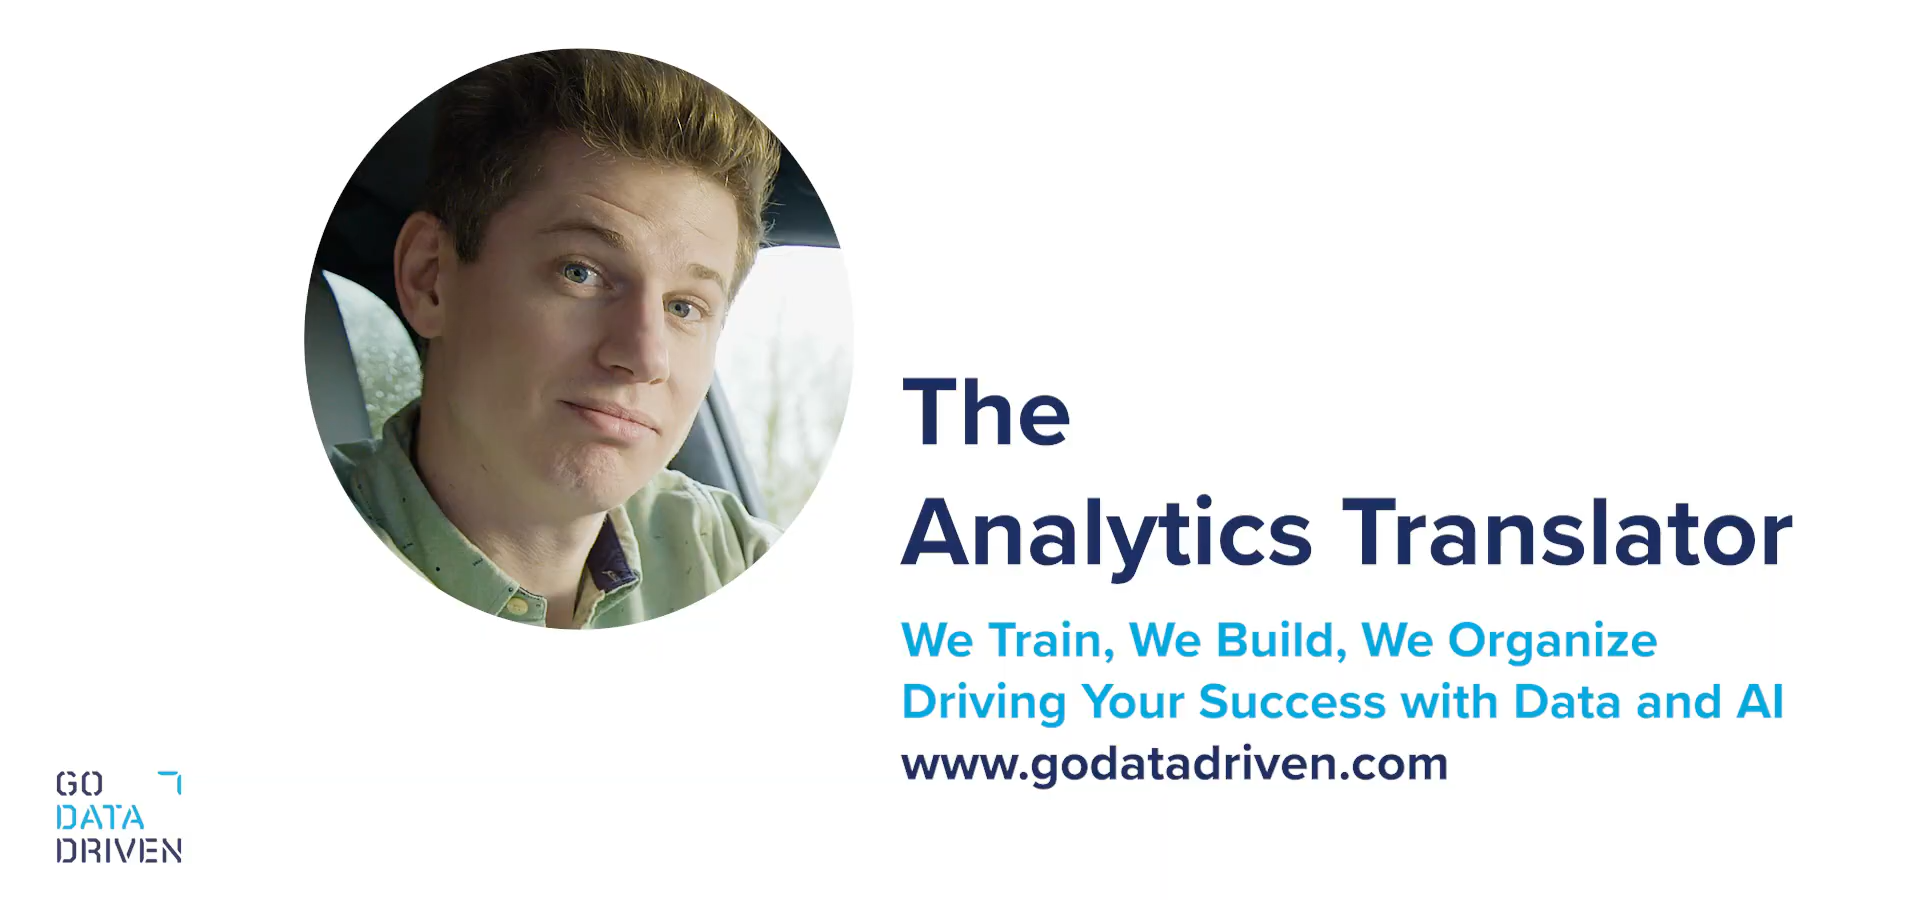 The
Analytics Translator
We Train, We Build, We Organize
Driving Your Success with Data and AI
www.godatadriven.com
GO
DATA
DRIVEN